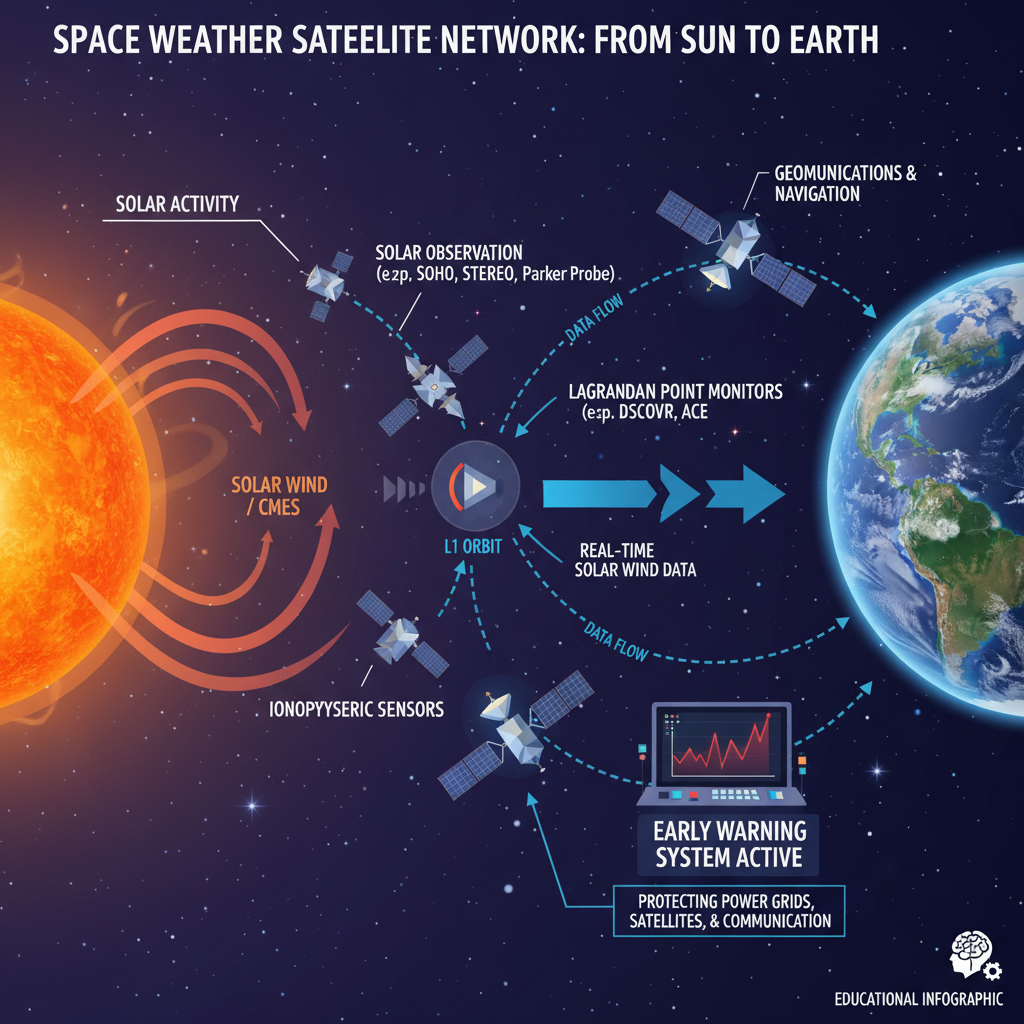 SPACE WEATHER SATEELITE NETWORK: FROM SUN TO EARTH
GEOMUNICATIONS &
NAVIGATION
SOLAR ACTIVITY
SOLAR OBSERVATION
(ezp, SOHO, STEREO, Parker Probe)
DATA FLOW
LAGRANDAN POINT MONITORS
(esp. DSCOVR, ACE
SOLAR WIND
/ CMES
L1 ORBIT
REAL-TIME
SOLAR WIND DATA
DATA FLOW
IONOPYYSERIC SENSORS
EARLY WARNING
SYSTEM ACTIVE
PROTECTING POWER GRIDS,
SATELLITES, & COMMUNICATION
EDUCATIONAL INFOGRAPHIC